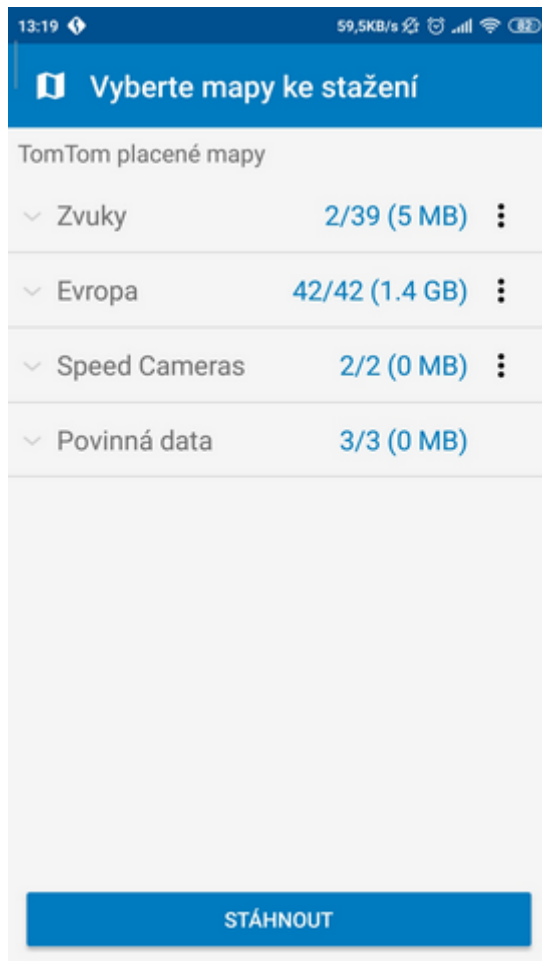 13:19 59,5KB/s 82
Vyberte mapy ke stažení
TomTom placené mapy
Zvuky 2/39 (5 MB)
Evropa 42/42 (1.4 GB)
Speed Cameras 2/2 (0 MB)
Povinná data 3/3 (0 MB)
STÁHNOUT